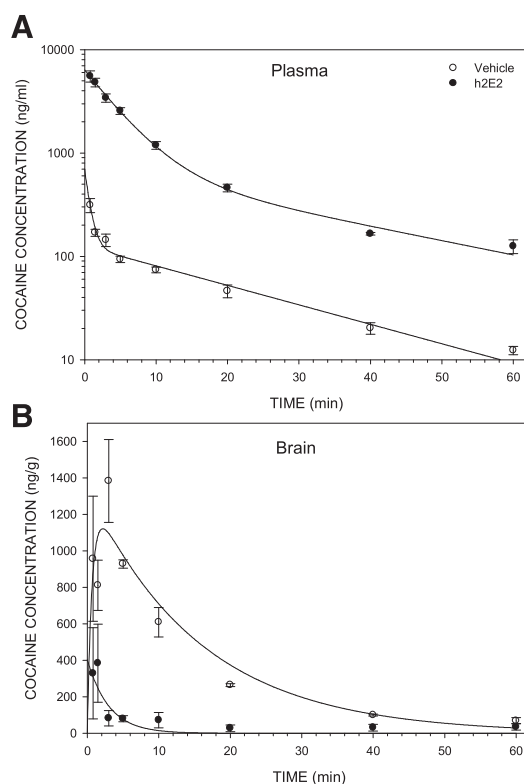 A
Plasma
Vehicle
h2E2
COCAINE CONCENTRATION (ng/ml)
10000
1000
100
10
0 10 20 30 40 50 60
TIME (min)
B
Brain
COCAINE CONCENTRATION (ng/g)
1600
1400
1200
1000
800
600
400
200
0
0 10 20 30 40 50 60
TIME (min)